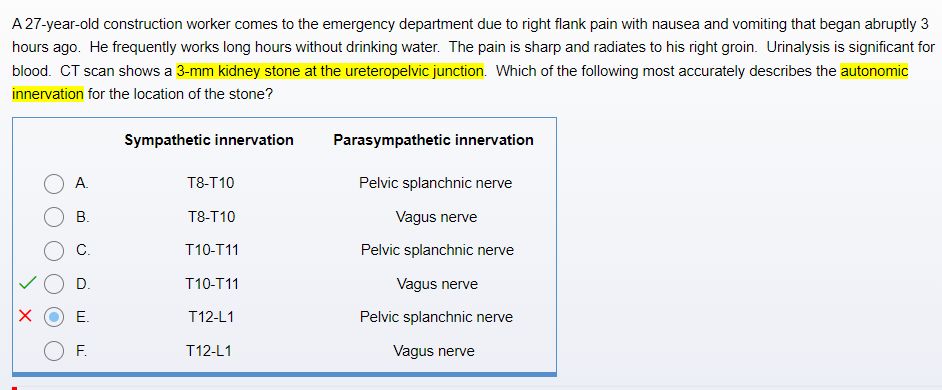 A 27-year-old construction worker comes to the emergency department due to right flank pain with nausea and vomiting that began abruptly 3
hours ago.  He frequently works long hours without drinking water.  The pain is sharp and radiates to his right groin.  Urinalysis is significant for
blood.  CT scan shows a 3-mm kidney stone at the ureteropelvic junction.  Which of the following most accurately describes the autonomic
innervation for the location of the stone?
Sympathetic innervation Parasympathetic innervation
A. T8-T10 Pelvic splanchnic nerve
B. T8-T10 Vagus nerve
C. T10-T11 Pelvic splanchnic nerve
D. T10-T11 Vagus nerve
E. T12-L1 Pelvic splanchnic nerve
F. T12-L1 Vagus nerve